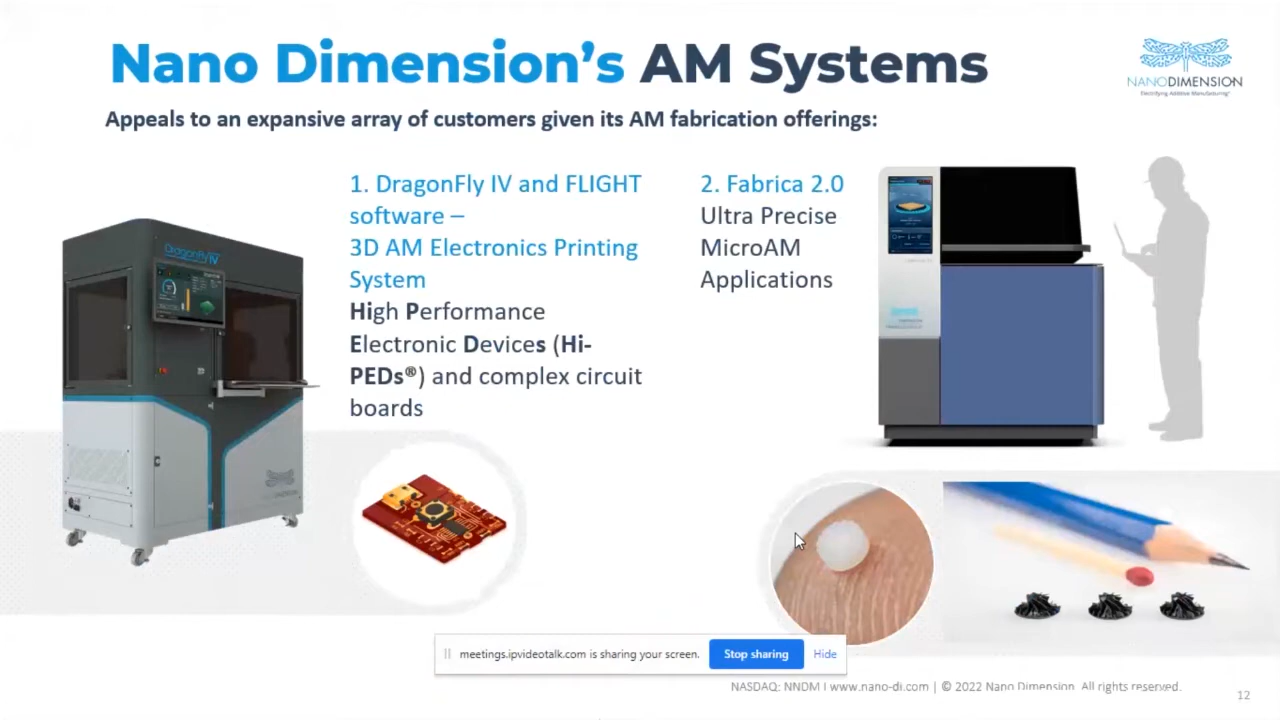 Nano Dimension's AM Systems
NANODIMENSION
Electrifying Additive Manufacturing®
Appeals to an expansive array of customers given its AM fabrication offerings:
1. DragonFly IV and FLIGHT
software –
3D AM Electronics Printing
System
High Performance
Electronic Devices (Hi-
PEDs®) and complex circuit
boards
2. Fabrica 2.0
Ultra Precise
MicroAM
Applications
DragonFly IV
meetings.ipvideotalk.com is sharing your screen.
Stop sharing
Hide
NASDAQ: NNDM I www.nano-di.com | © 2022 Nano Dimension. All rights reserved.
12